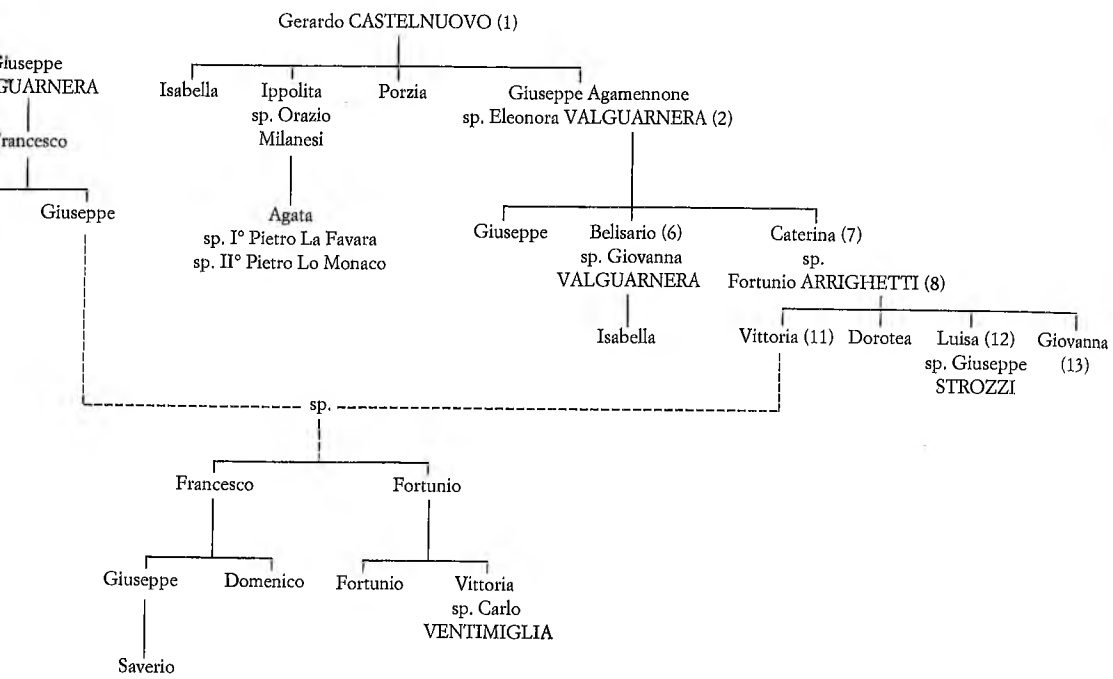 Gerardo CASTELNUOVO (1)
Giuseppe
GUARNERA
Francesco
Giuseppe
Isabella
Ippolita
sp. Orazio
Milanesi
Porzia
Giuseppe Agamennone
sp. Eleonora VALGUARNERA (2)
Agata
sp. I° Pietro La Favara
sp. II° Pietro Lo Monaco
Giuseppe
Belisario (6)
sp. Giovanna
VALGUARNERA
Caterina (7)
sp.
Fortunio ARRIGHETTI (8)
Isabella
Vittoria (11)
Dorotea
Luisa (12)
sp. Giuseppe
STROZZI
Giovanna
(13)
sp.
Francesco
Fortunio
Giuseppe
Domenico
Fortunio
Vittoria
sp. Carlo
VENTIMIGLIA
Saverio